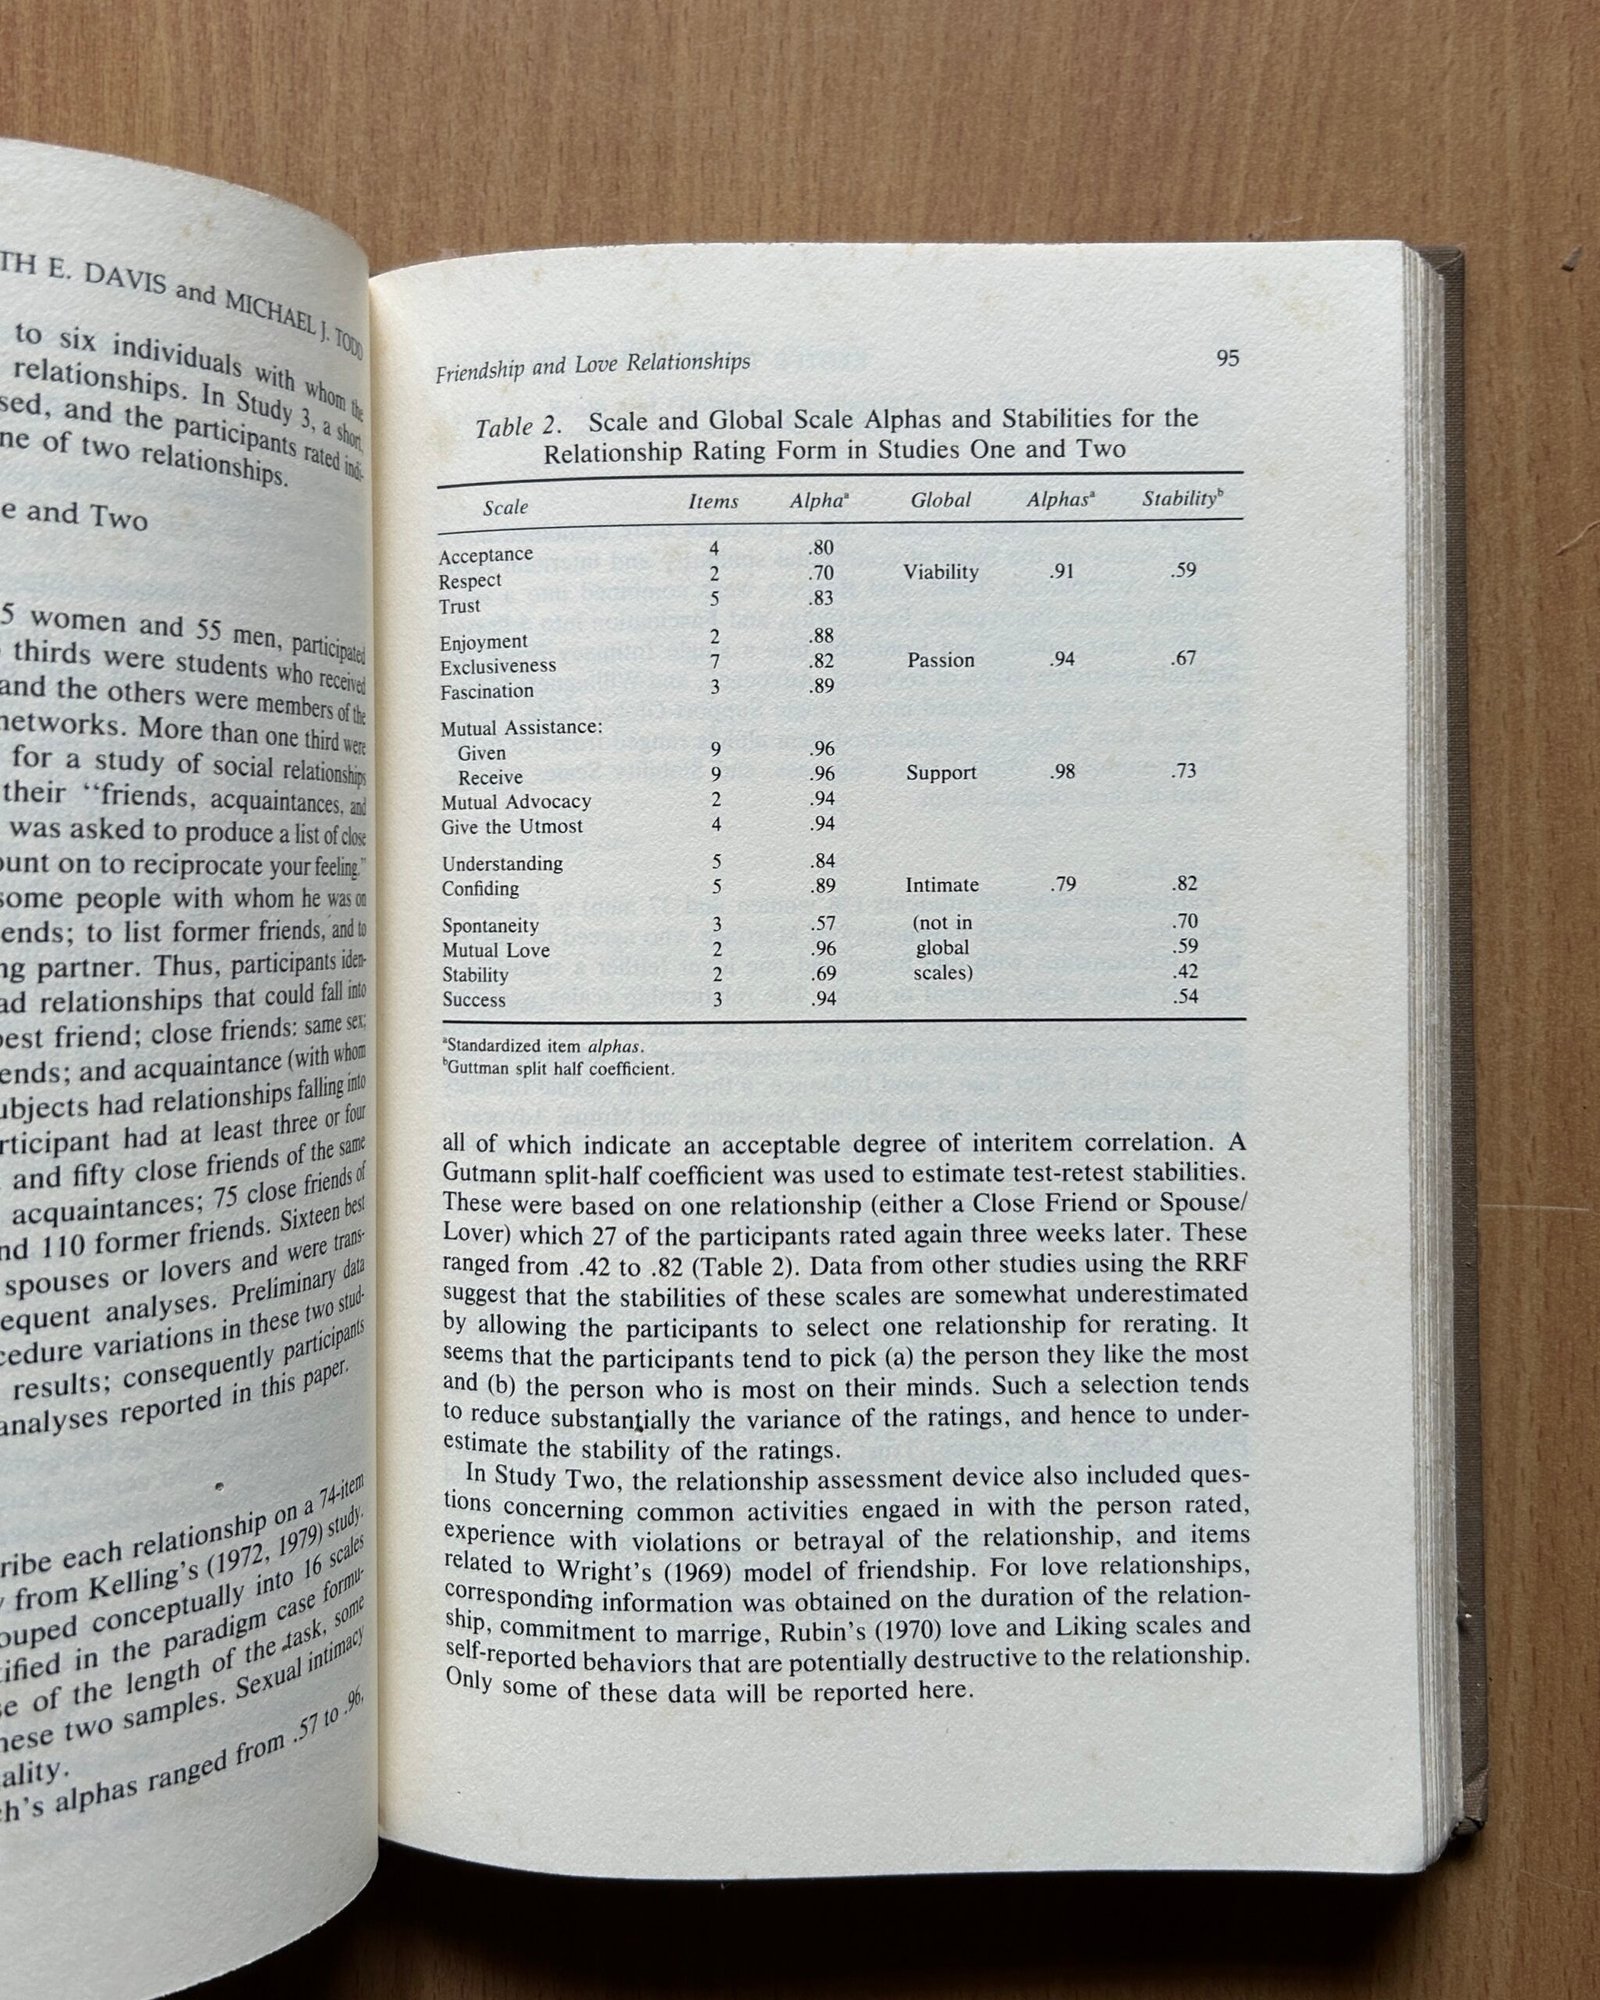 TH E. DAVIS and MICHAEL J. TODD
to six individuals with whom the
relationships. In Study 3, a short,
sed, and the participants rated indi-
ne of two relationships.
e and Two
5 women and 55 men, participated
thirds were students who received
and the others were members of the
networks. More than one third were
for a study of social relationships
their "friends, acquaintances, and
was asked to produce a list of close
ount on to reciprocate your feeling."
some people with whom he was on
ends; to list former friends, and to
ng partner. Thus, participants iden-
ad relationships that could fall into
best friend; close friends: same sex;
ends; and acquaintance (with whom
ubjects had relationships falling into
rticipant had at least three or four
and fifty close friends of the same
acquaintances; 75 close friends of
nd 110 former friends. Sixteen best
spouses or lovers and were trans-
equent analyses. Preliminary data
cedure variations in these two stud-
results; consequently participants
analyses reported in this paper.
ribe each relationship on a 74-item
y from Kelling's (1972, 1979) study.
ouped conceptually into 16 scales
ified in the paradigm case formu-
se of the length of the task, some
hese two samples. Sexual intimacy
ality.
ch's alphas ranged from .57 to .96,
Friendship and Love Relationships 95
Table 2. Scale and Global Scale Alphas and Stabilities for the
Relationship Rating Form in Studies One and Two
Scale Items Alphaᵃ Global Alphasᵃ Stabilityᵇ
Acceptance 4 .80
Respect 2 .70 Viability .91 .59
Trust 5 .83
Enjoyment 2 .88
Exclusiveness 7 .82 Passion .94 .67
Fascination 3 .89
Mutual Assistance:
Given 9 .96
Receive 9 .96 Support .98 .73
Mutual Advocacy 2 .94
Give the Utmost 4 .94
Understanding 5 .84
Confiding 5 .89 Intimate .79 .82
Spontaneity 3 .57 (not in .70
Mutual Love 2 .96 global .59
Stability 2 .69 scales) .42
Success 3 .94 .54
ᵃStandardized item alphas.
ᵇGuttman split half coefficient.
all of which indicate an acceptable degree of interitem correlation. A
Gutmann split-half coefficient was used to estimate test-retest stabilities.
These were based on one relationship (either a Close Friend or Spouse/
Lover) which 27 of the participants rated again three weeks later. These
ranged from .42 to .82 (Table 2). Data from other studies using the RRF
suggest that the stabilities of these scales are somewhat underestimated
by allowing the participants to select one relationship for rerating. It
seems that the participants tend to pick (a) the person they like the most
and (b) the person who is most on their minds. Such a selection tends
to reduce substantially the variance of the ratings, and hence to under-
estimate the stability of the ratings.
In Study Two, the relationship assessment device also included ques-
tions concerning common activities engaed in with the person rated,
experience with violations or betrayal of the relationship, and items
related to Wright's (1969) model of friendship. For love relationships,
corresponding information was obtained on the duration of the relation-
ship, commitment to marrige, Rubin's (1970) love and Liking scales and
self-reported behaviors that are potentially destructive to the relationship.
Only some of these data will be reported here.